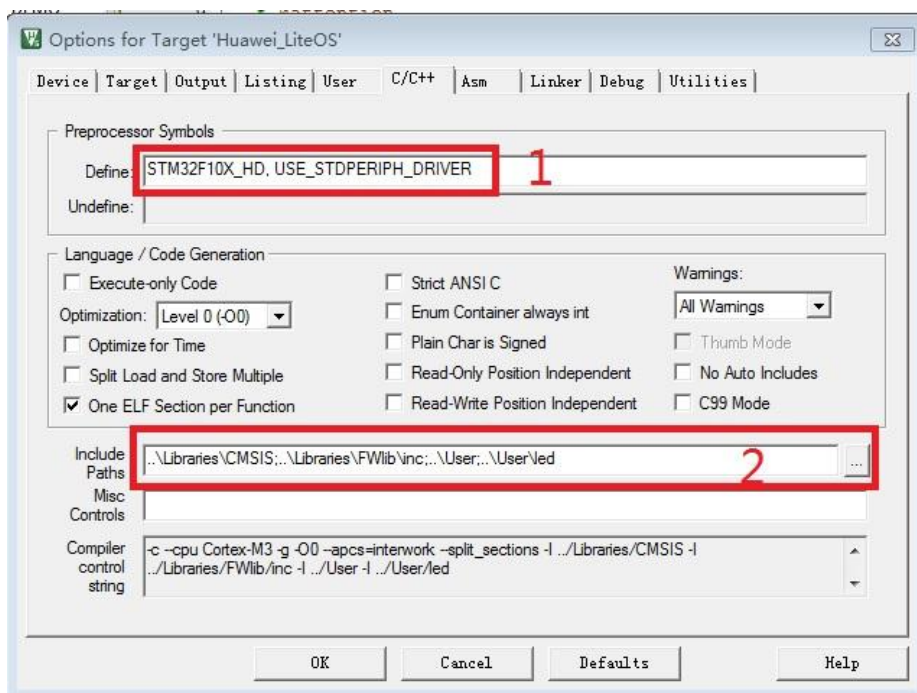 Options for Target 'Huawei_LiteOS'
Device Target Output Listing User C/C++ Asm Linker Debug Utilities
Preprocessor Symbols
Define: STM32F10X_HD, USE_STDPERIPH_DRIVER 1
Undefine:
Language / Code Generation
Execute-only Code
Strict ANSI C
Warnings:
Optimization: Level 0 (-O0)
Enum Container always int
All Warnings
Optimize for Time
Plain Char is Signed
Thumb Mode
Split Load and Store Multiple
Read-Only Position Independent
No Auto Includes
One ELF Section per Function
Read-Write Position Independent
C99 Mode
Include Paths
..\Libraries\CMSIS;..\Libraries\FWlib\inc;..\User;..\User\led 2 ...
Misc Controls
Compiler control string
-c --cpu Cortex-M3 -g -O0 --apcs=interwork --split_sections -I ../Libraries/CMSIS -I
../Libraries/FWlib/inc -I ../User -I ../User/led
OK Cancel Defaults Help